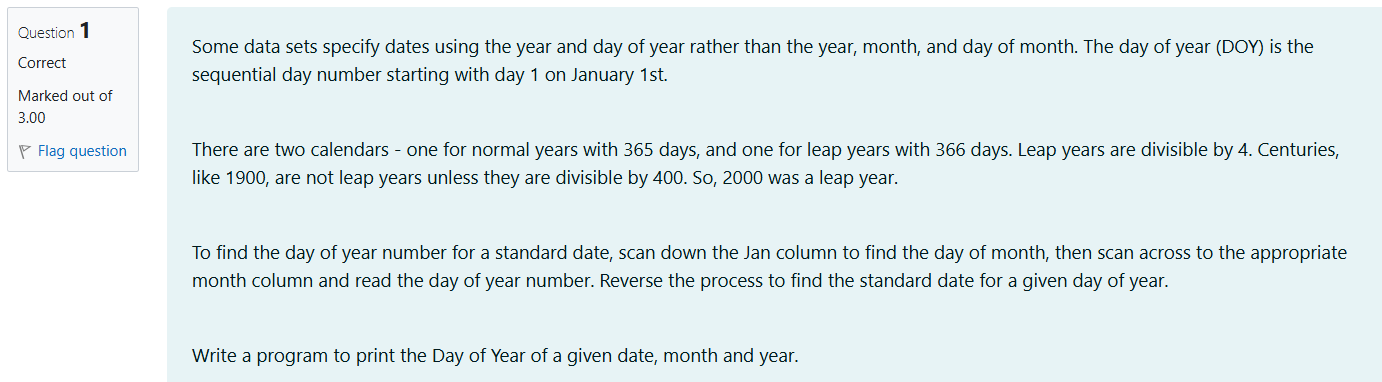 Question 1
Correct
Marked out of
3.00
Flag question
Some data sets specify dates using the year and day of year rather than the year, month, and day of month. The day of year (DOY) is the
sequential day number starting with day 1 on January 1st.
There are two calendars - one for normal years with 365 days, and one for leap years with 366 days. Leap years are divisible by 4. Centuries,
like 1900, are not leap years unless they are divisible by 400. So, 2000 was a leap year.
To find the day of year number for a standard date, scan down the Jan column to find the day of month, then scan across to the appropriate
month column and read the day of year number. Reverse the process to find the standard date for a given day of year.
Write a program to print the Day of Year of a given date, month and year.